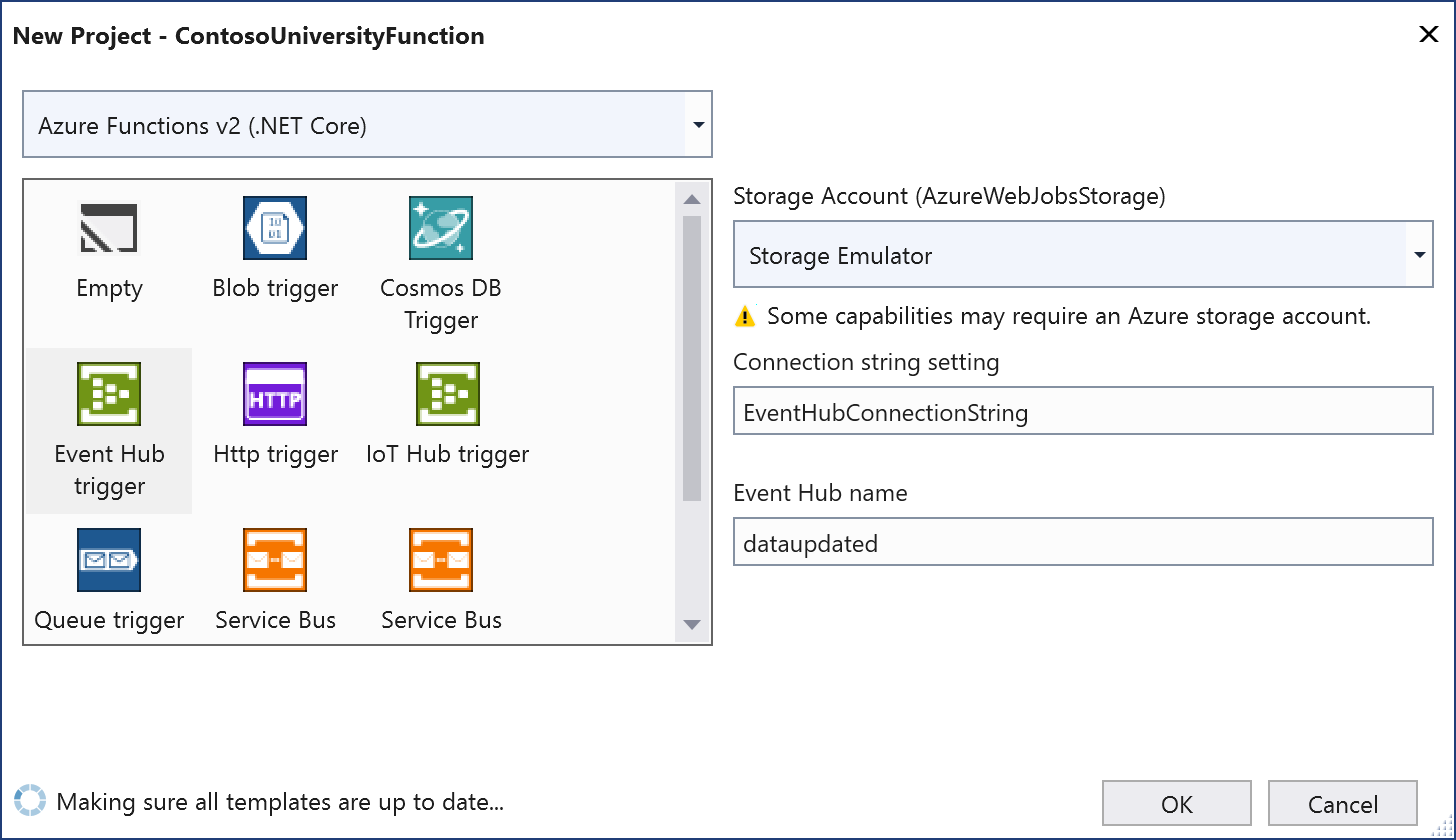 New Project - ContosoUniversityFunction
Azure Functions v2 (.NET Core)
Empty
Blob trigger
Cosmos DB
Trigger
Event Hub
trigger
HTTP
Http trigger
IoT Hub trigger
Queue trigger
Service Bus
Service Bus
Storage Account (AzureWebJobsStorage)
Storage Emulator
Some capabilities may require an Azure storage account.
Connection string setting
EventHubConnectionString
Event Hub name
dataupdated
Making sure all templates are up to date...
OK
Cancel